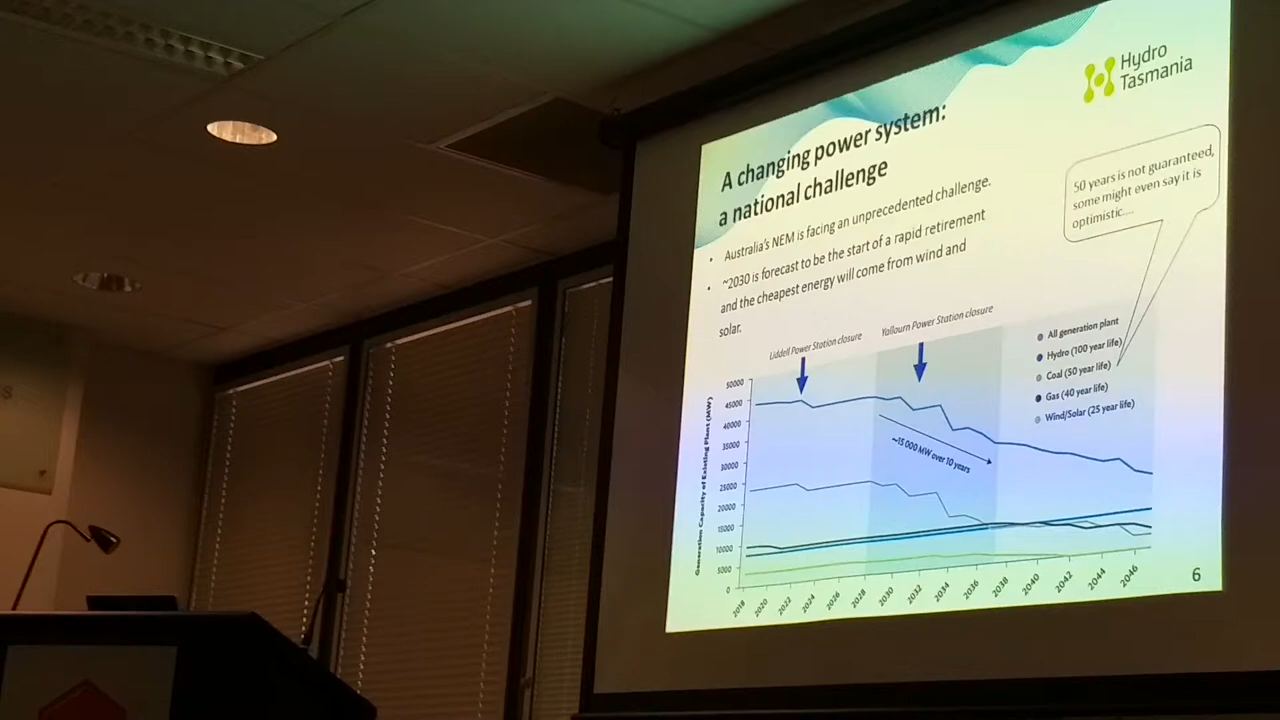 Hydro
Tasmania
A changing power system:
a national challenge
50 years is not guaranteed,
some might even say it is
optimistic....
• Australia's NEM is facing an unprecedented challenge.
• ~2030 is forecast to be the start of a rapid retirement
and the cheapest energy will come from wind and
solar.
Liddell Power Station closure
Yallourn Power Station closure
All generation plant
Hydro (100 year life)
Coal (50 year life)
Gas (40 year life)
Wind/Solar (25 year life)
Generation Capacity of Existing Plant (MW)
50000
45000
40000
35000
30000
25000
20000
15000
10000
5000
0
~15 000 MW over 10 years
2018
2020
2022
2024
2026
2028
2030
2032
2034
2036
2038
2040
2042
2044
2046
6
S